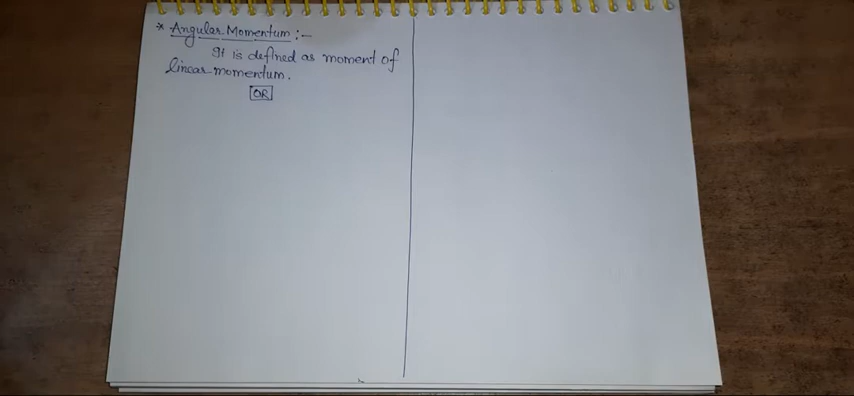 * Angular Momentum :-
It is defined as moment of
linear momentum.
OR